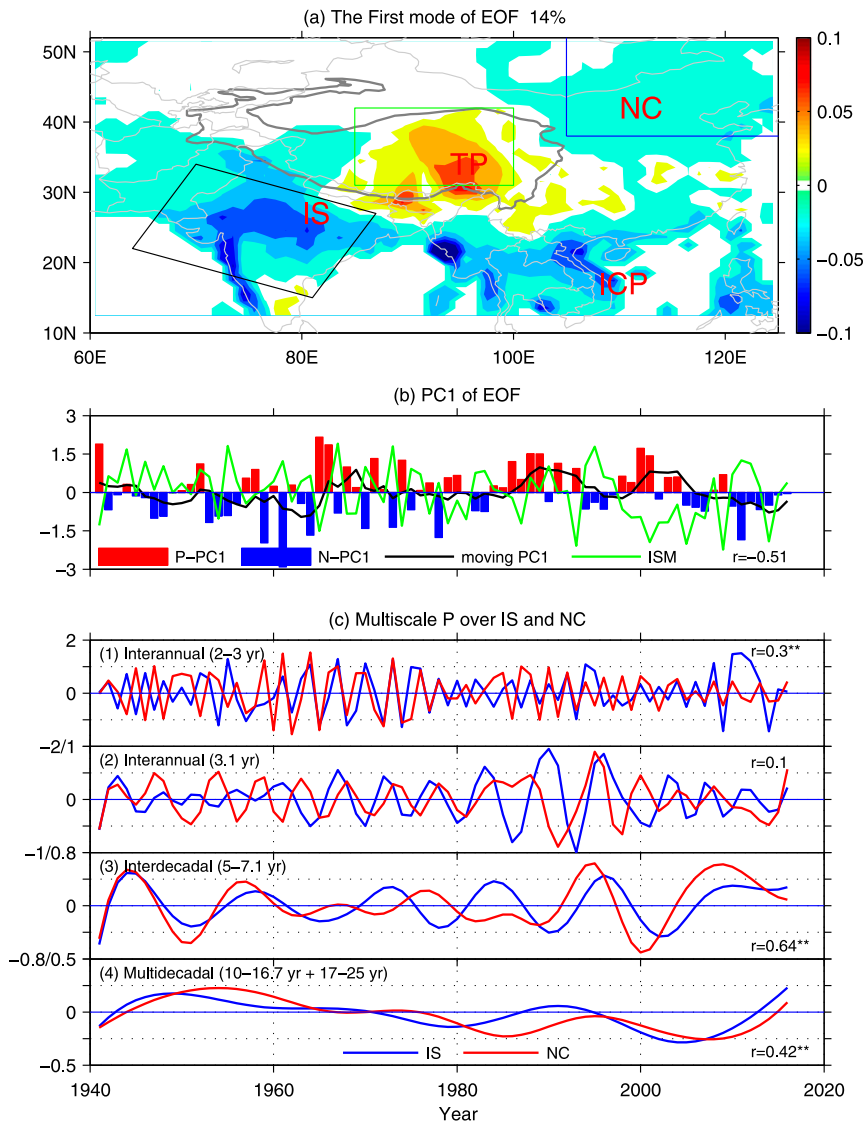 (a) The First mode of EOF 14%
50N
40N
30N
20N
10N
60E
80E
100E
120E
NC
TP
IS
ICP
0.1
0.05
0
−0.05
−0.1
(b) PC1 of EOF
3
1.5
0
−1.5
−3
P−PC1
N−PC1
moving PC1
ISM
r=−0.51
(c) Multiscale P over IS and NC
2
(1) Interannual (2−3 yr)
r=0.3**
0
−2/1
(2) Interannual (3.1 yr)
r=0.1
0
−1/0.8
(3) Interdecadal (5−7.1 yr)
0
r=0.64**
−0.8/0.5
(4) Multidecadal (10−16.7 yr + 17−25 yr)
0
IS
NC
r=0.42**
−0.5
1940
1960
1980
2000
2020
Year